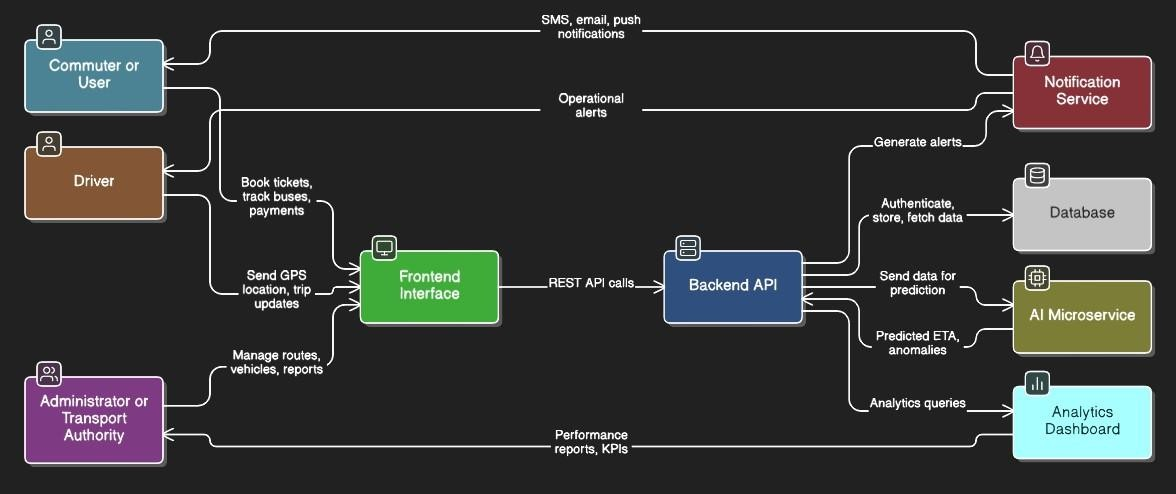 SMS, email, push
notifications
Commuter or
User
Notification
Service
Operational
alerts
Generate alerts
Driver
Book tickets,
track buses,
payments
Authenticate,
store, fetch data
Database
Send GPS
location, trip
updates
Frontend
Interface
REST API calls
Backend API
Send data for
prediction
AI Microservice
Predicted ETA,
anomalies
Manage routes,
vehicles, reports
Administrator or
Transport
Authority
Analytics queries
Analytics
Dashboard
Performance
reports, KPIs